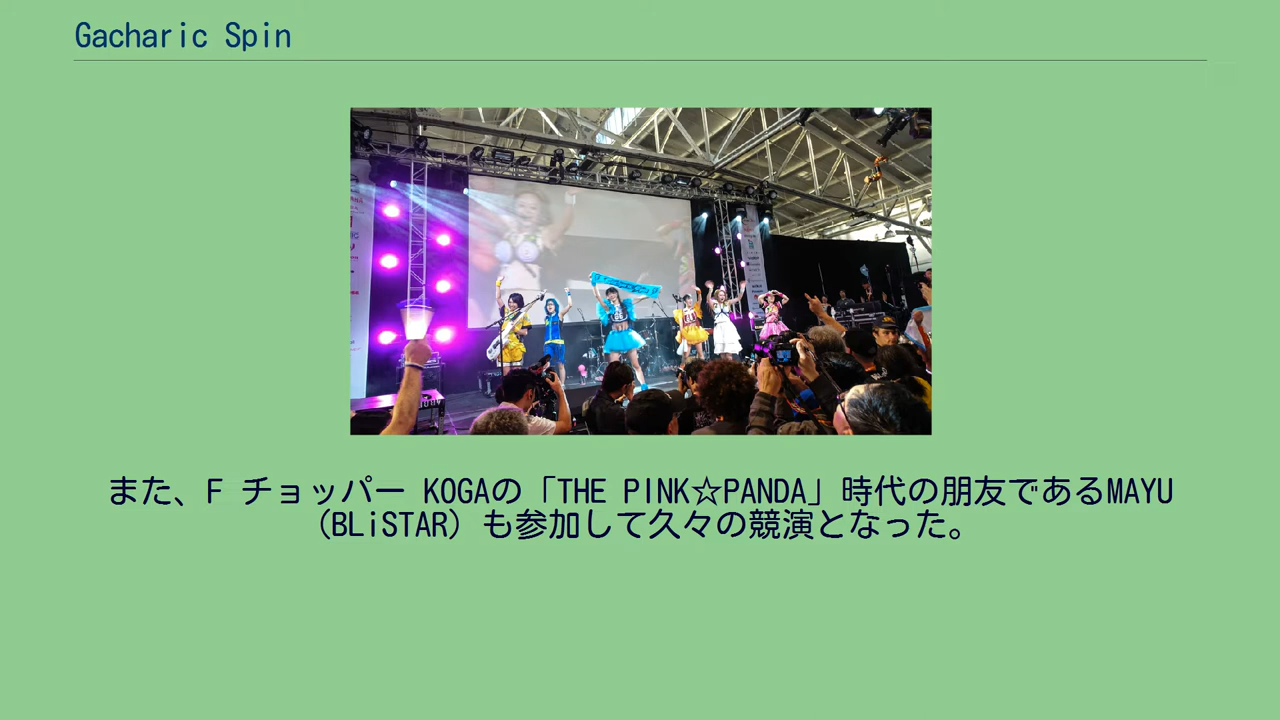 Gacharic Spin
また、F チョッパー KOGAの「THE PINK☆PANDA」時代の朋友であるMAYU
（BLiSTAR）も参加して久々の競演となった。